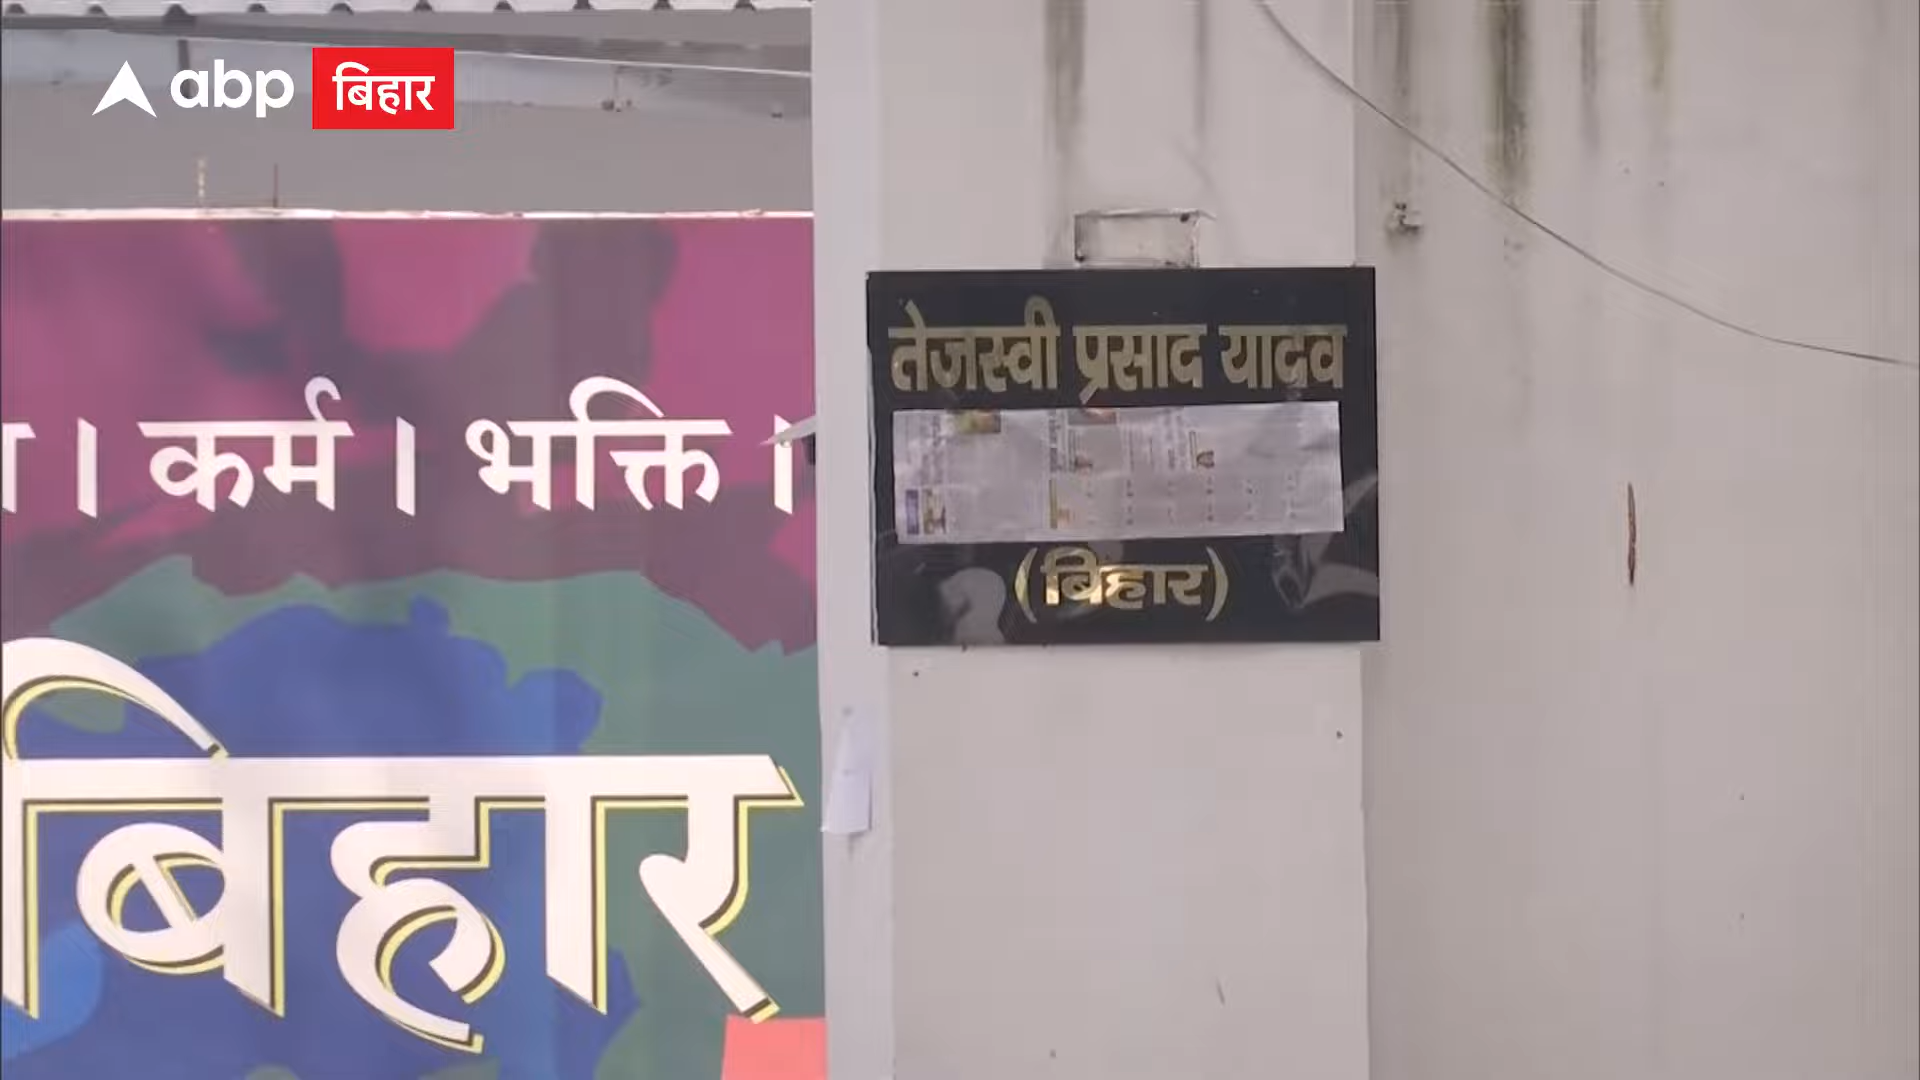 abp बिहार
। कर्म । भक्ति ।
बिहार
तेजस्वी प्रसाद यादव
(बिहार)